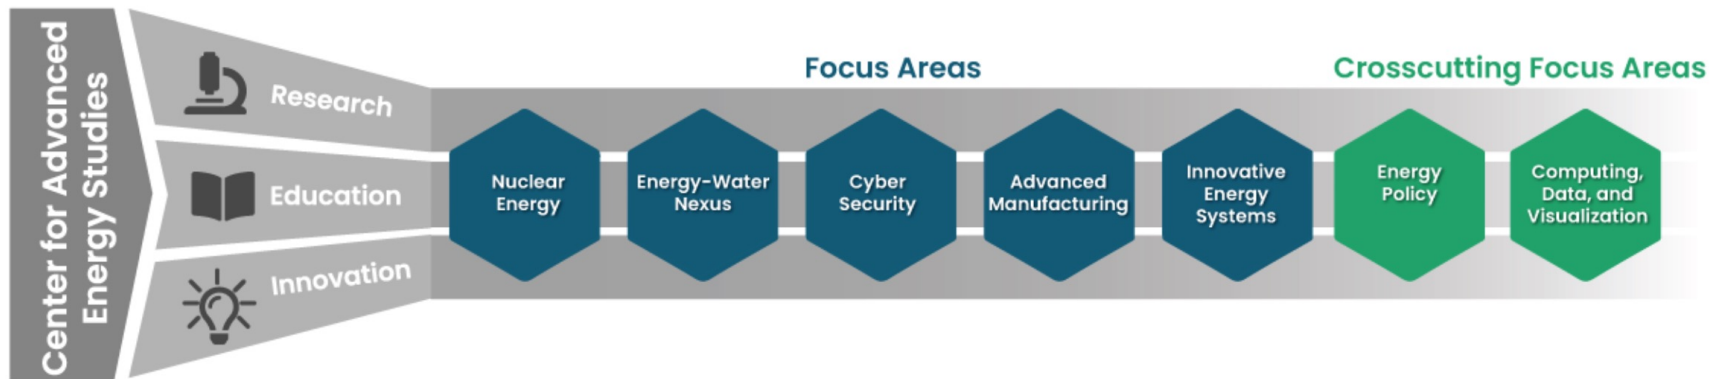 Center for Advanced
Energy Studies
Research
Education
Innovation
Focus Areas
Nuclear
Energy
Energy-Water
Nexus
Cyber
Security
Advanced
Manufacturing
Innovative
Energy
Systems
Crosscutting Focus Areas
Energy
Policy
Computing,
Data, and
Visualization